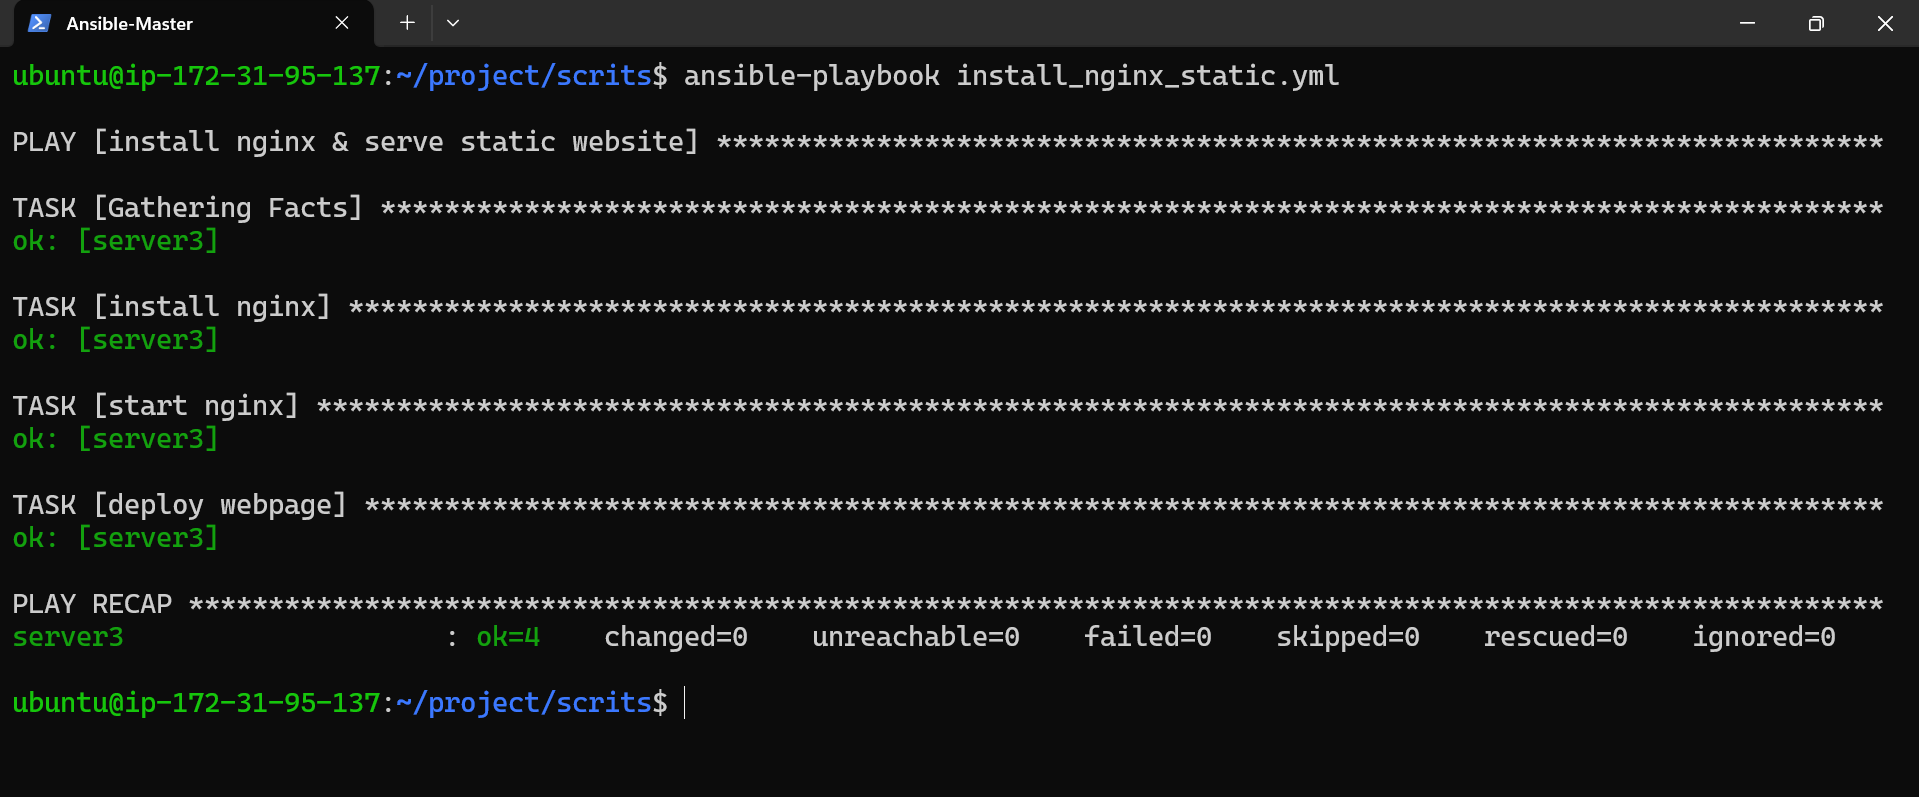 Ansible-Master
ubuntu@ip-172-31-95-137:~/project/scrits$ ansible-playbook install_nginx_static.yml
PLAY [install nginx & serve static website] *************************************************************************
TASK [Gathering Facts] **********************************************************************************************
ok: [server3]
TASK [install nginx] ************************************************************************************************
ok: [server3]
TASK [start nginx] **************************************************************************************************
ok: [server3]
TASK [deploy webpage] ***********************************************************************************************
ok: [server3]
PLAY RECAP **********************************************************************************************************
server3                    : ok=4    changed=0    unreachable=0    failed=0    skipped=0    rescued=0    ignored=0
ubuntu@ip-172-31-95-137:~/project/scrits$